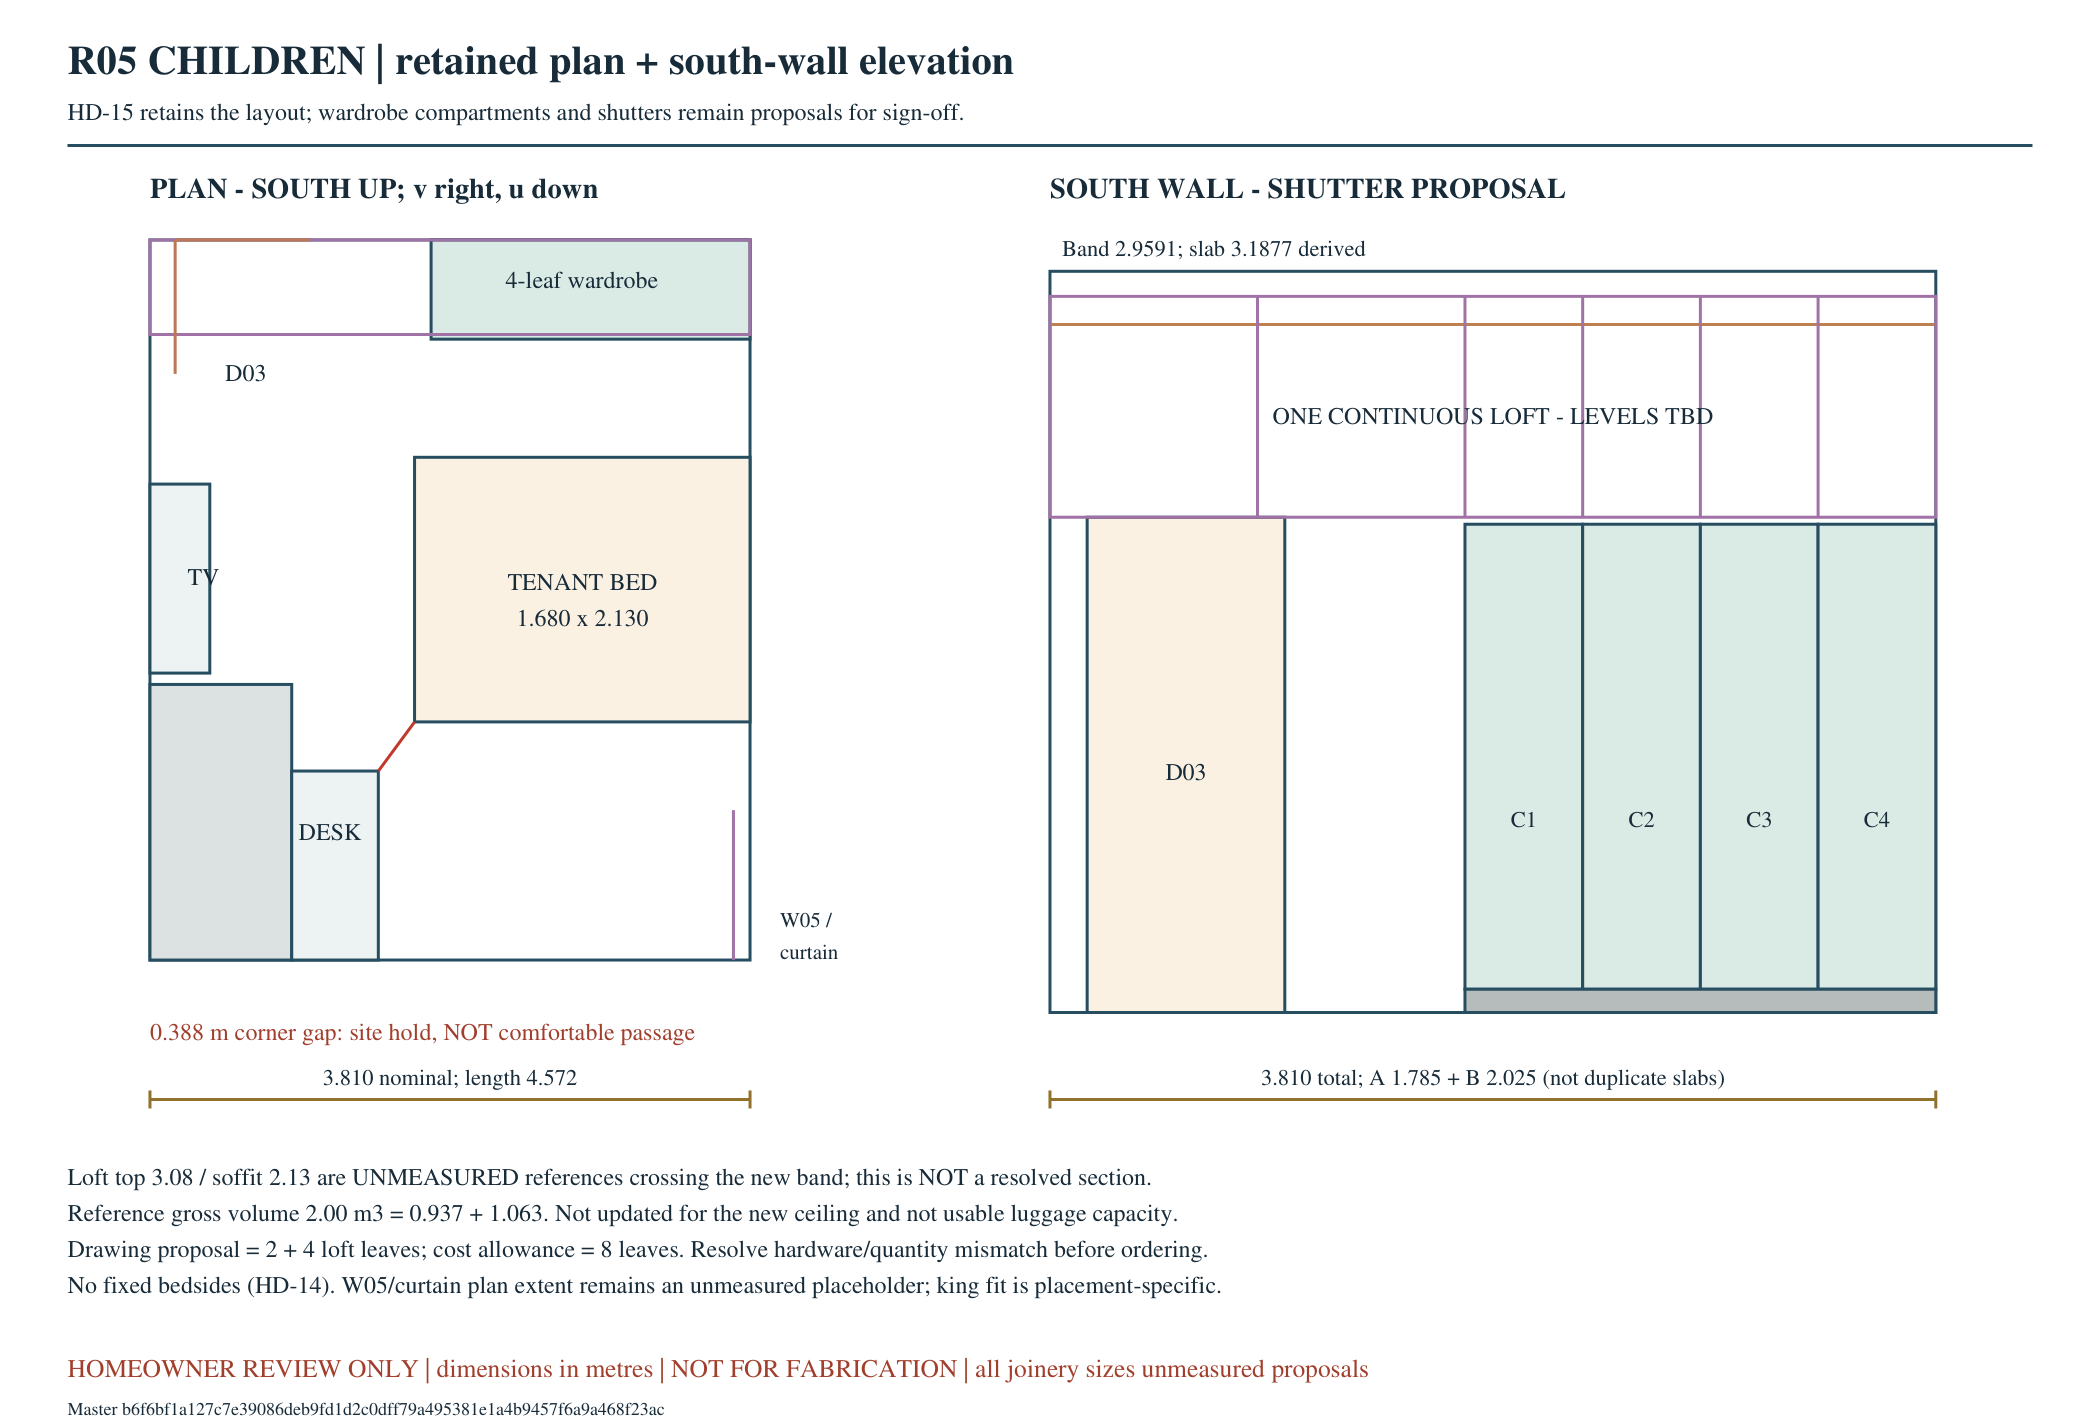 R05 CHILDREN | retained plan + south-wall elevation
HD-15 retains the layout; wardrobe compartments and shutters remain proposals for sign-off.
PLAN - SOUTH UP; v right, u down
4-leaf wardrobe
D03
TV
TENANT BED
1.680 x 2.130
DESK
W05 /
curtain
0.388 m corner gap: site hold, NOT comfortable passage
3.810 nominal; length 4.572
SOUTH WALL - SHUTTER PROPOSAL
Band 2.9591; slab 3.1877 derived
ONE CONTINUOUS LOFT - LEVELS TBD
D03
C1
C2
C3
C4
3.810 total; A 1.785 + B 2.025 (not duplicate slabs)
Loft top 3.08 / soffit 2.13 are UNMEASURED references crossing the new band; this is NOT a resolved section.
Reference gross volume 2.00 m3 = 0.937 + 1.063. Not updated for the new ceiling and not usable luggage capacity.
Drawing proposal = 2 + 4 loft leaves; cost allowance = 8 leaves. Resolve hardware/quantity mismatch before ordering.
No fixed bedsides (HD-14). W05/curtain plan extent remains an unmeasured placeholder; king fit is placement-specific.
HOMEOWNER REVIEW ONLY | dimensions in metres | NOT FOR FABRICATION | all joinery sizes unmeasured proposals
Master b6f6bf1a127c7e39086deb9fd1d2c0dff79a495381e1a4b9457f6a9a468f23ac